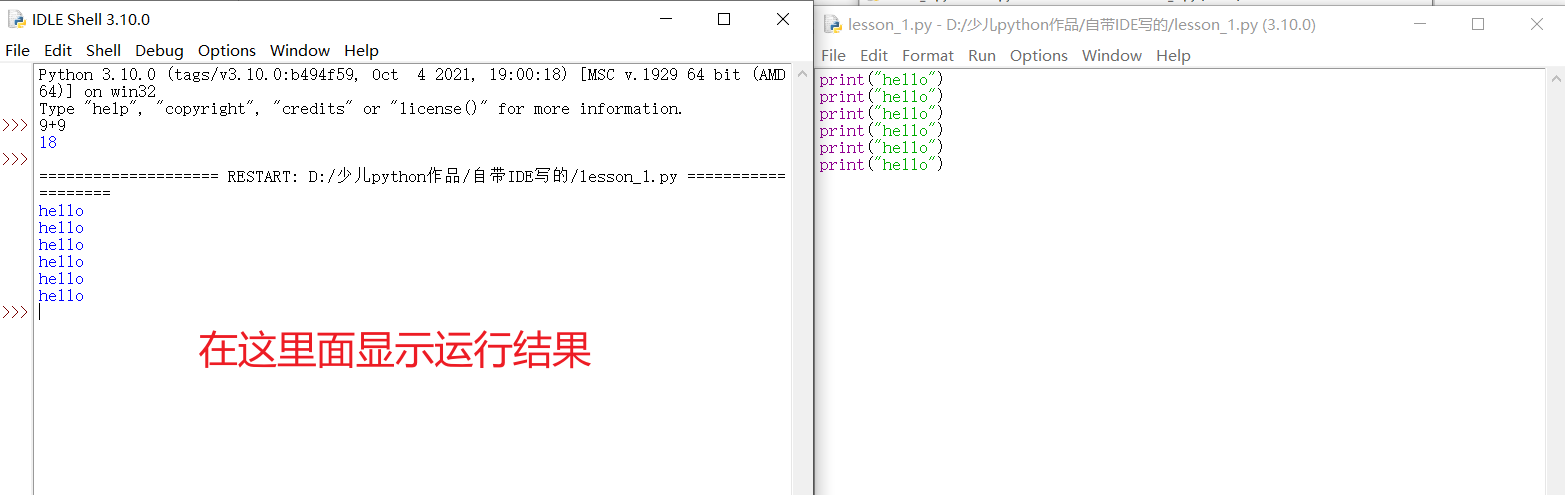 IDLE Shell 3.10.0
File Edit Shell Debug Options Window Help
Python 3.10.0 (tags/v3.10.0:b494f59, Oct  4 2021, 19:00:18) [MSC v.1929 64 bit (AMD
64)] on win32
Type "help", "copyright", "credits" or "license()" for more information.
>>> 9+9
18
>>>
==================== RESTART: D:/少儿python作品/自带IDE写的/lesson_1.py ===========
========
hello
hello
hello
hello
hello
hello
>>>
在这里面显示运行结果
lesson_1.py - D:/少儿python作品/自带IDE写的/lesson_1.py (3.10.0)
File Edit Format Run Options Window Help
print("hello")
print("hello")
print("hello")
print("hello")
print("hello")
print("hello")